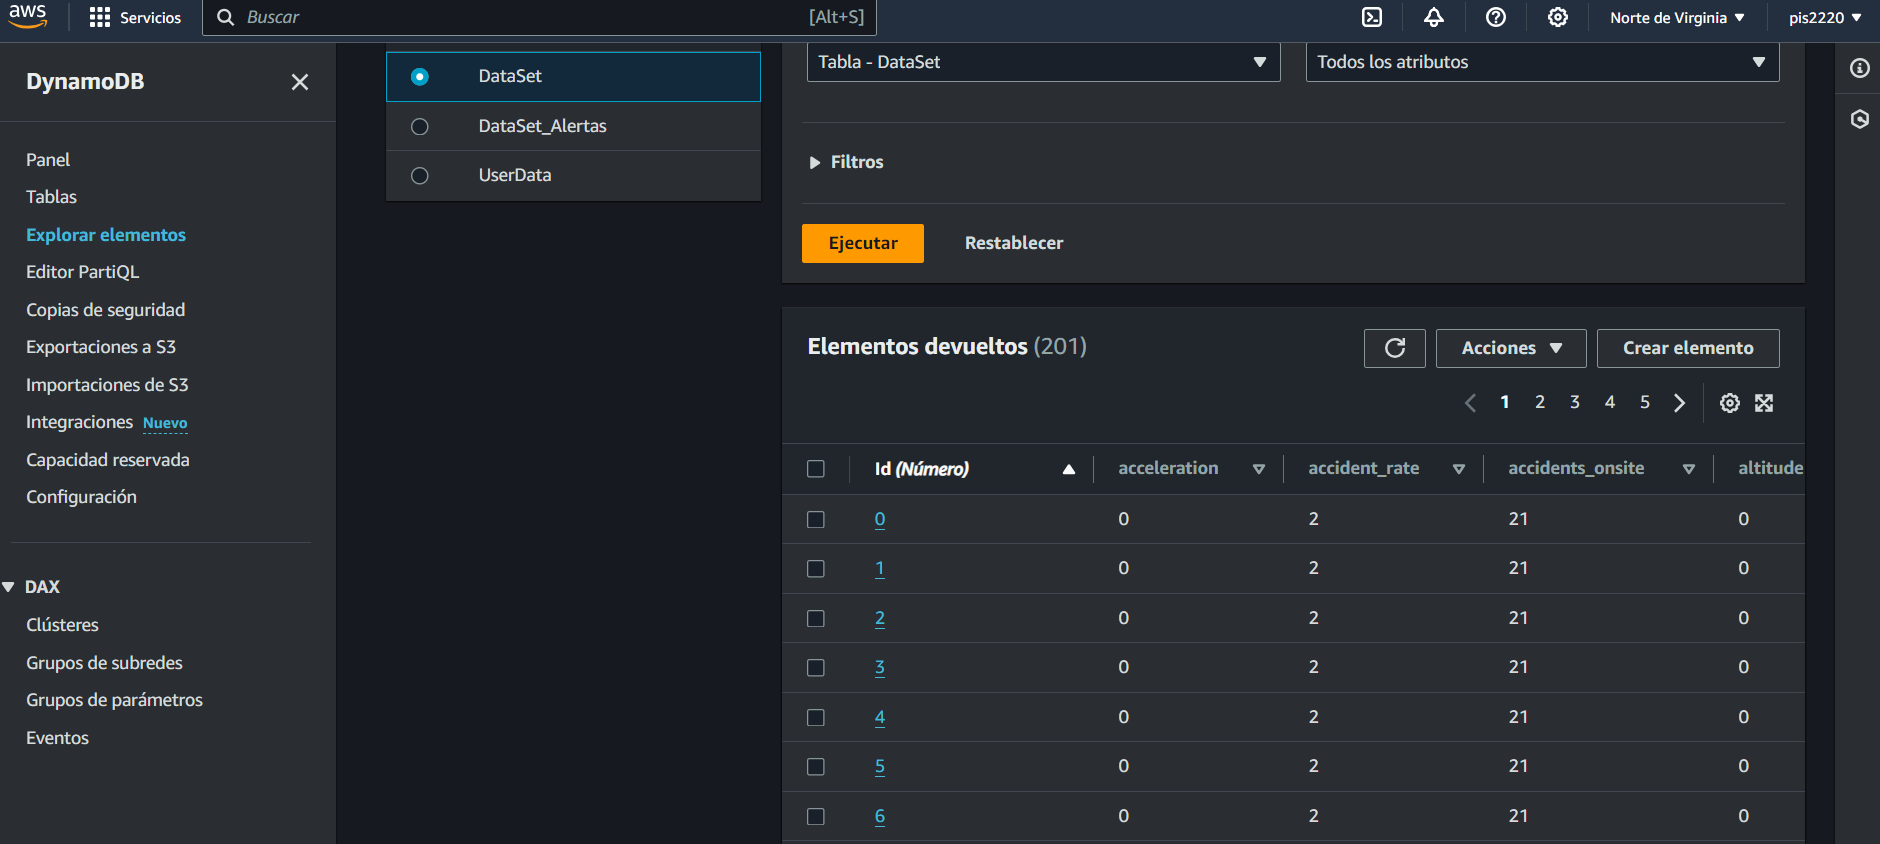 aws
Servicios
Buscar
[Alt+S]
Norte de Virginia
pis2220
DynamoDB
Panel
Tablas
Explorar elementos
Editor PartiQL
Copias de seguridad
Exportaciones a S3
Importaciones de S3
Integraciones Nuevo
Capacidad reservada
Configuración
DAX
Clústeres
Grupos de subredes
Grupos de parámetros
Eventos
DataSet
DataSet_Alertas
UserData
Tabla - DataSet
Todos los atributos
Filtros
Ejecutar
Restablecer
Elementos devueltos (201)
Acciones
Crear elemento
1 2 3 4 5
Id (Número) acceleration accident_rate accidents_onsite altitude
0 0 2 21 0
1 0 2 21 0
2 0 2 21 0
3 0 2 21 0
4 0 2 21 0
5 0 2 21 0
6 0 2 21 0